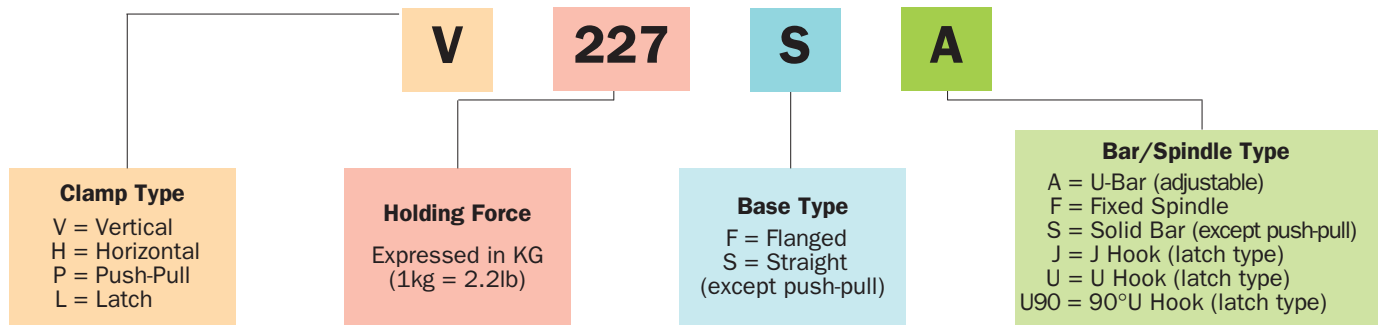 V 227 S A
Clamp Type
V = Vertical
H = Horizontal
P = Push-Pull
L = Latch
Holding Force
Expressed in KG
(1kg = 2.2lb)
Base Type
F = Flanged
S = Straight
(except push-pull)
Bar/Spindle Type
A = U-Bar (adjustable)
F = Fixed Spindle
S = Solid Bar (except push-pull)
J = J Hook (latch type)
U = U Hook (latch type)
U90 = 90°U Hook (latch type)